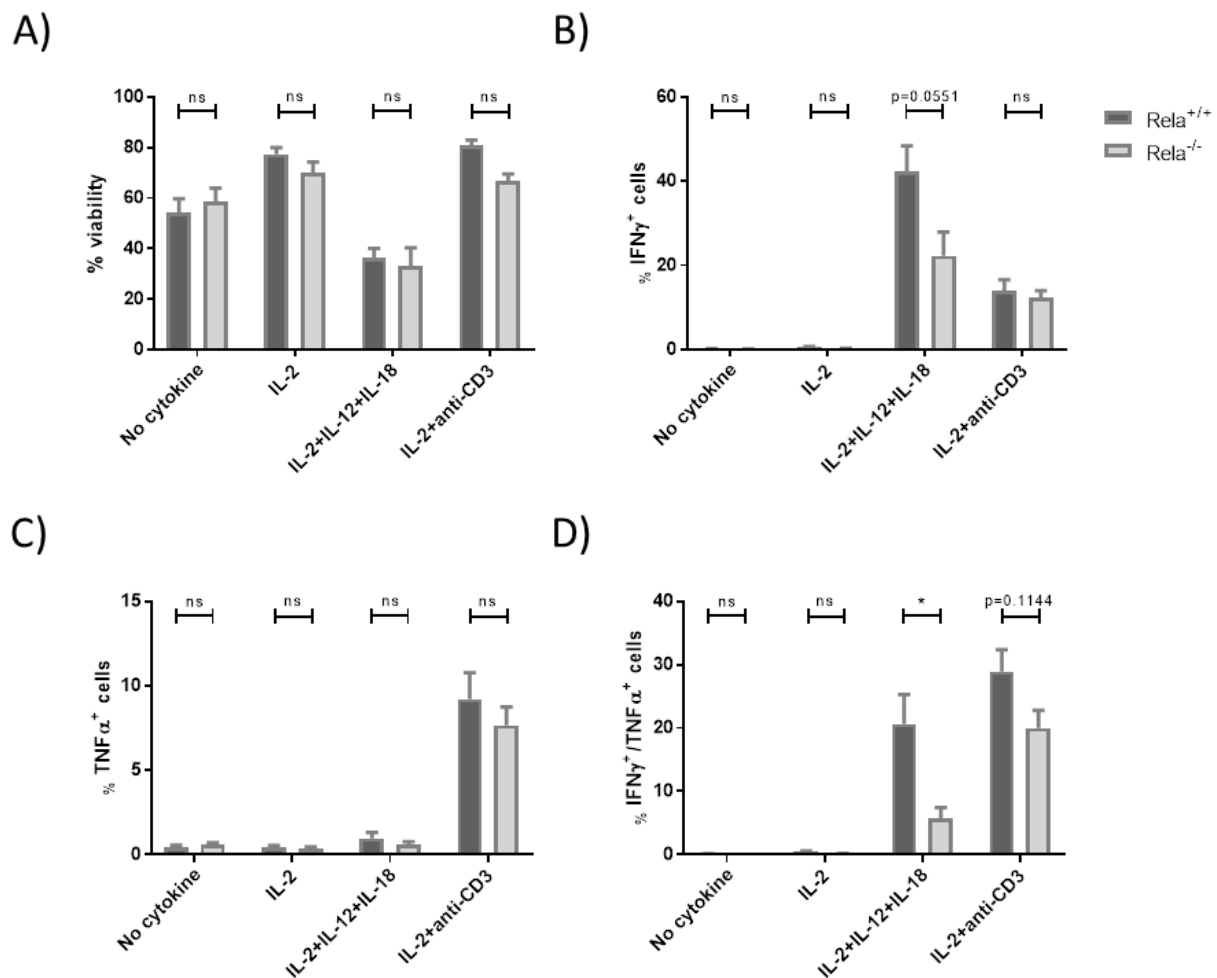 A)
B)
ns
ns
ns
ns
100
80
60
40
20
0
% viability
No cytokine
IL-2
IL-2+IL-12+IL-18
IL-2+anti-CD3
ns
ns
p=0.0551
ns
60
40
20
0
% IFNγ+ cells
No cytokine
IL-2
IL-2+IL-12+IL-18
IL-2+anti-CD3
Rela+/+
Rela-/-
C)
D)
ns
ns
ns
ns
15
10
5
0
% TNFα+ cells
No cytokine
IL-2
IL-2+IL-12+IL-18
IL-2+anti-CD3
ns
ns
*
p=0.1144
40
30
20
10
0
% IFNγ+/TNFα+ cells
No cytokine
IL-2
IL-2+IL-12+IL-18
IL-2+anti-CD3